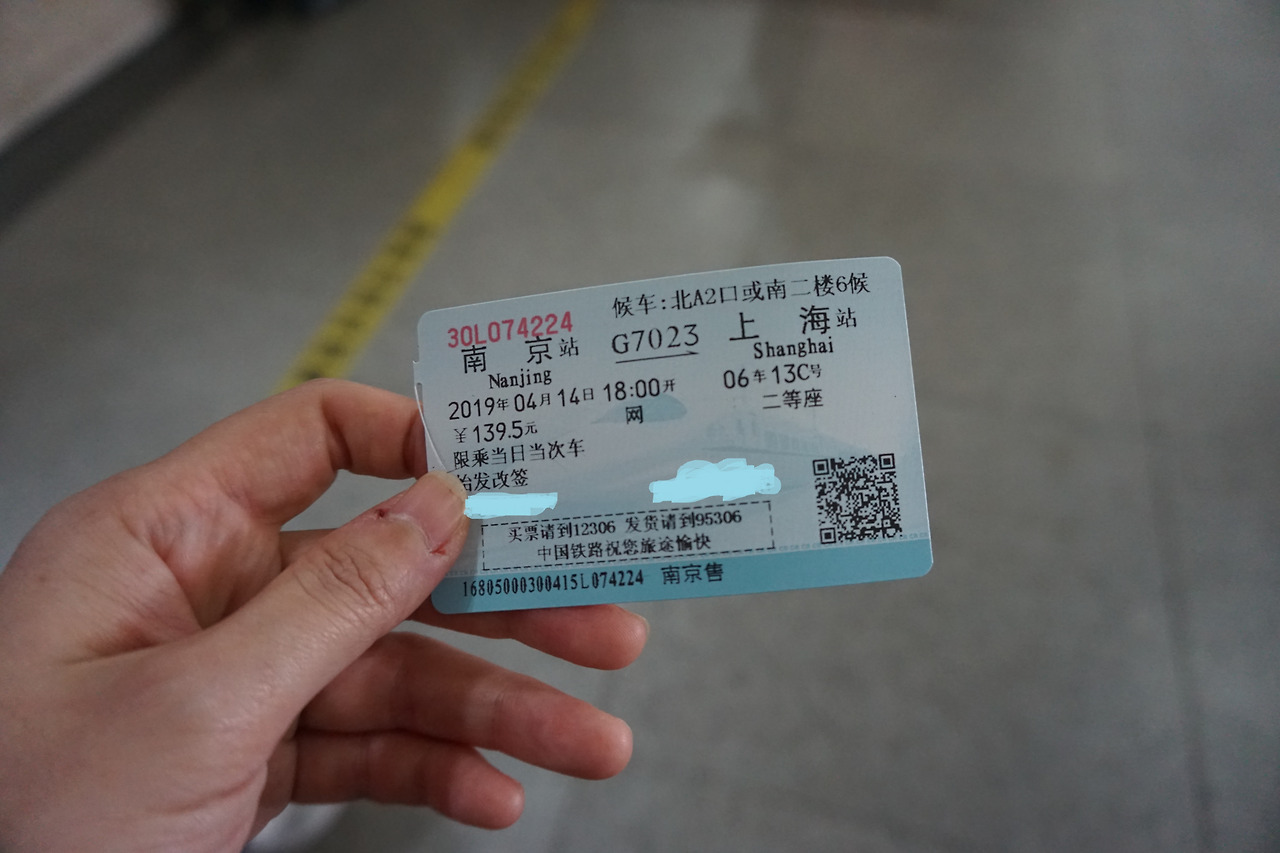 候车:北A2口或南二楼6候
30L074224
南京站 G7023 上海站
Nanjing Shanghai
2019年04月14日 18:00开 06车13C号
¥139.5元 网 二等座
限乘当日当次车
始发改签
买票请到12306 发货请到95306
中国铁路祝您旅途愉快
16805000300415L074224 南京售